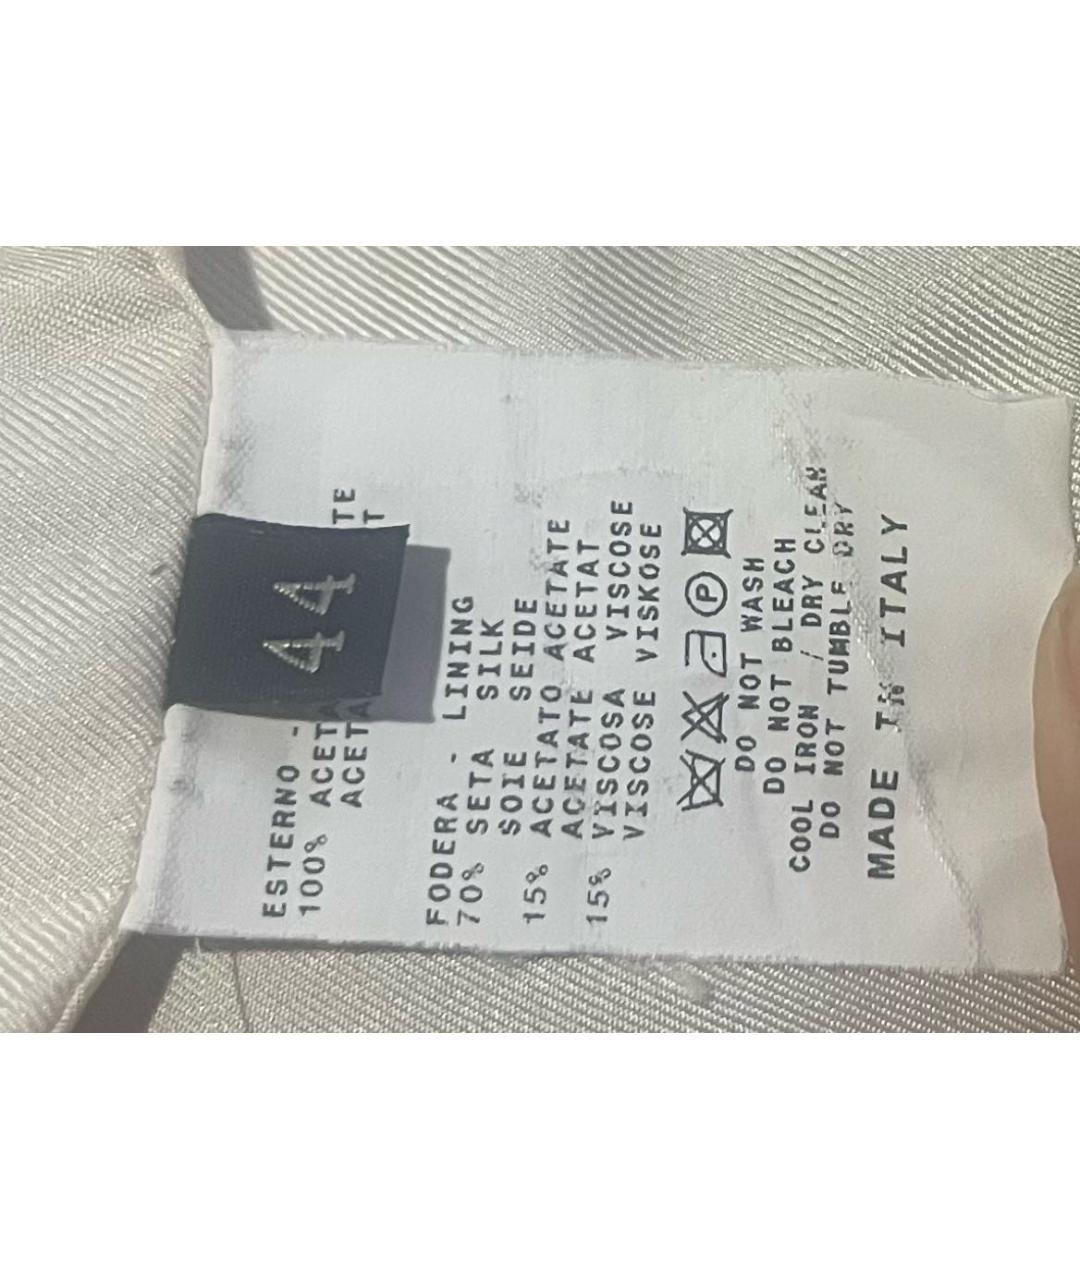 44
ESTERNO -
100% ACETA TE
ACETA T
FODERA - LINING
70% SETA SILK
SOIE SEIDE
15% ACETATO ACETATE
ACETATE ACETAT
15% VISCOSA VISCOSE
VISCOSE VISKOSE
P
DO NOT WASH
DO NOT BLEACH
COOL IRON / DRY CLEAN
DO NOT TUMBLE DRY
MADE IN ITALY